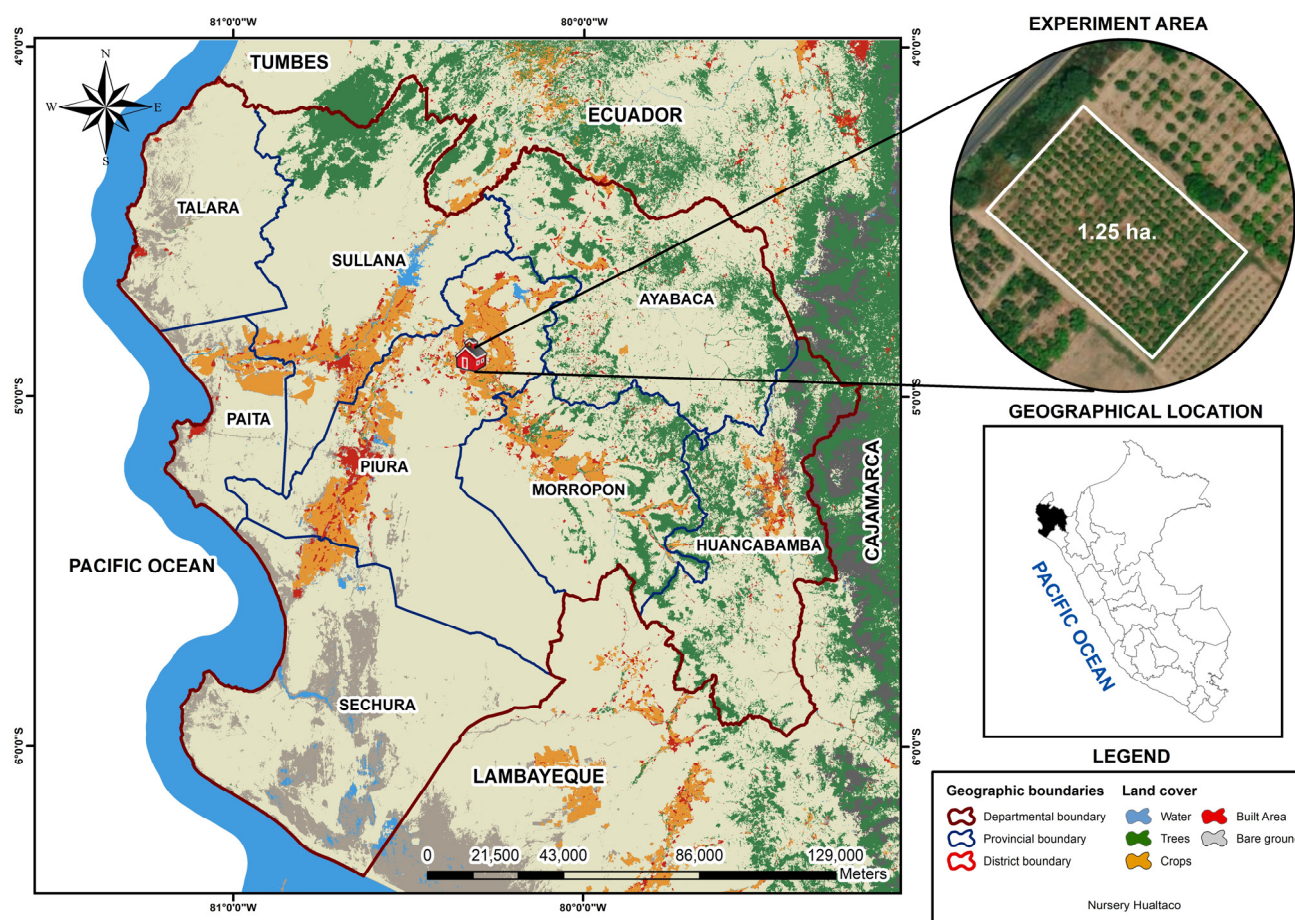 81°0'0"W
80°0'0"W
4°0'0"S
5°0'0"S
6°0'0"S
4°0'0"S
5°0'0"S
6°0'0"S
81°0'0"W
80°0'0"W
N
W
E
S
TUMBES
ECUADOR
TALARA
SULLANA
AYABACA
PAITA
PIURA
MORROPON
HUANCABAMBA
CAJAMARCA
PACIFIC OCEAN
SECHURA
LAMBAYEQUE
0 21,500 43,000 86,000 129,000
Meters
EXPERIMENT AREA
1.25 ha.
GEOGRAPHICAL LOCATION
PACIFIC OCEAN
LEGEND
Geographic boundaries
Departmental boundary
Provincial boundary
District boundary
Land cover
Water
Trees
Crops
Built Area
Bare groun
Nursery Hualtaco